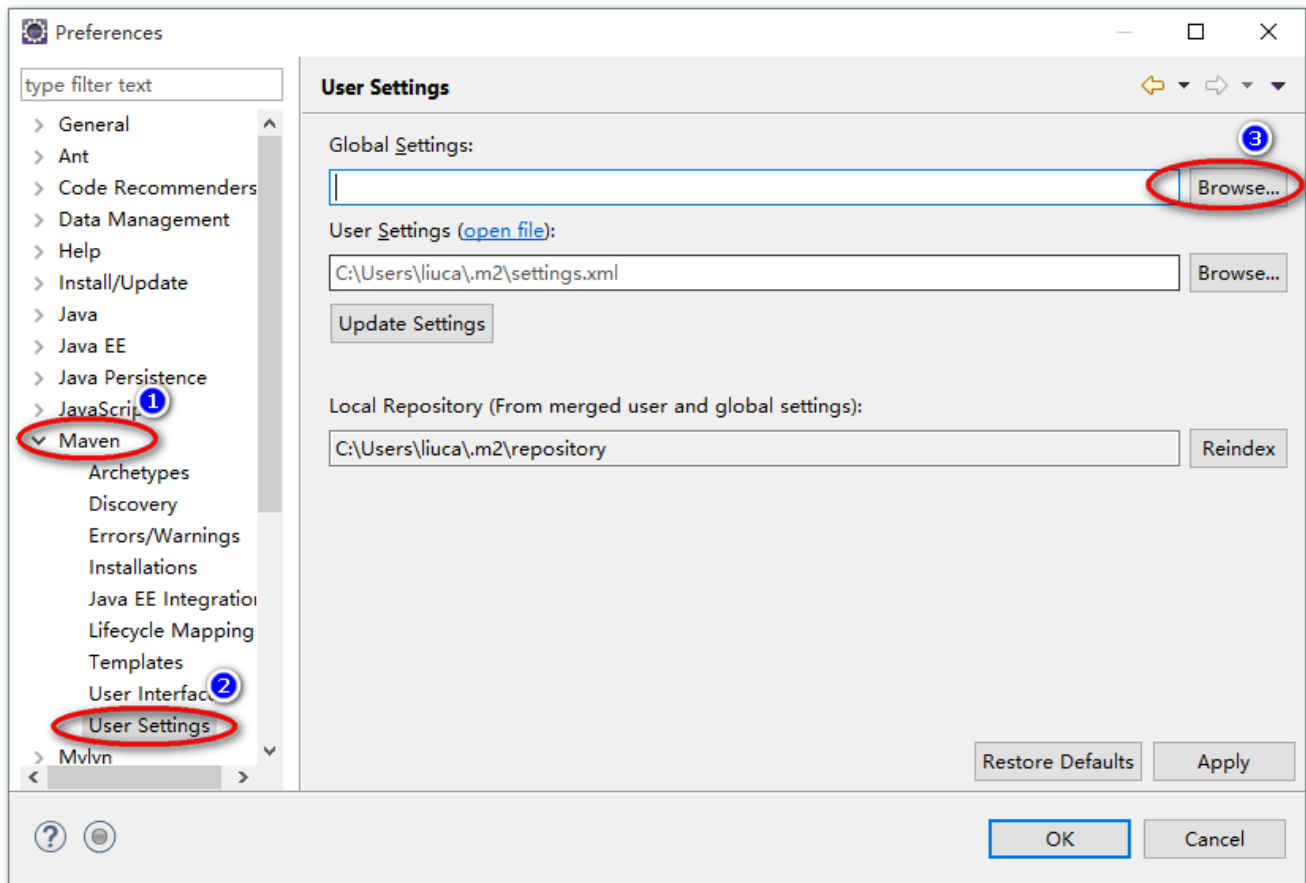 Preferences
type filter text
General
Ant
Code Recommenders
Data Management
Help
Install/Update
Java
Java EE
Java Persistence
JavaScrip
1
Maven
Archetypes
Discovery
Errors/Warnings
Installations
Java EE Integration
Lifecycle Mapping
Templates
User Interfac
2
User Settings
Mylyn
User Settings
Global Settings:
3
Browse...
User Settings (open file):
C:\Users\liuca\.m2\settings.xml
Browse...
Update Settings
Local Repository (From merged user and global settings):
C:\Users\liuca\.m2\repository
Reindex
Restore Defaults
Apply
?
OK
Cancel